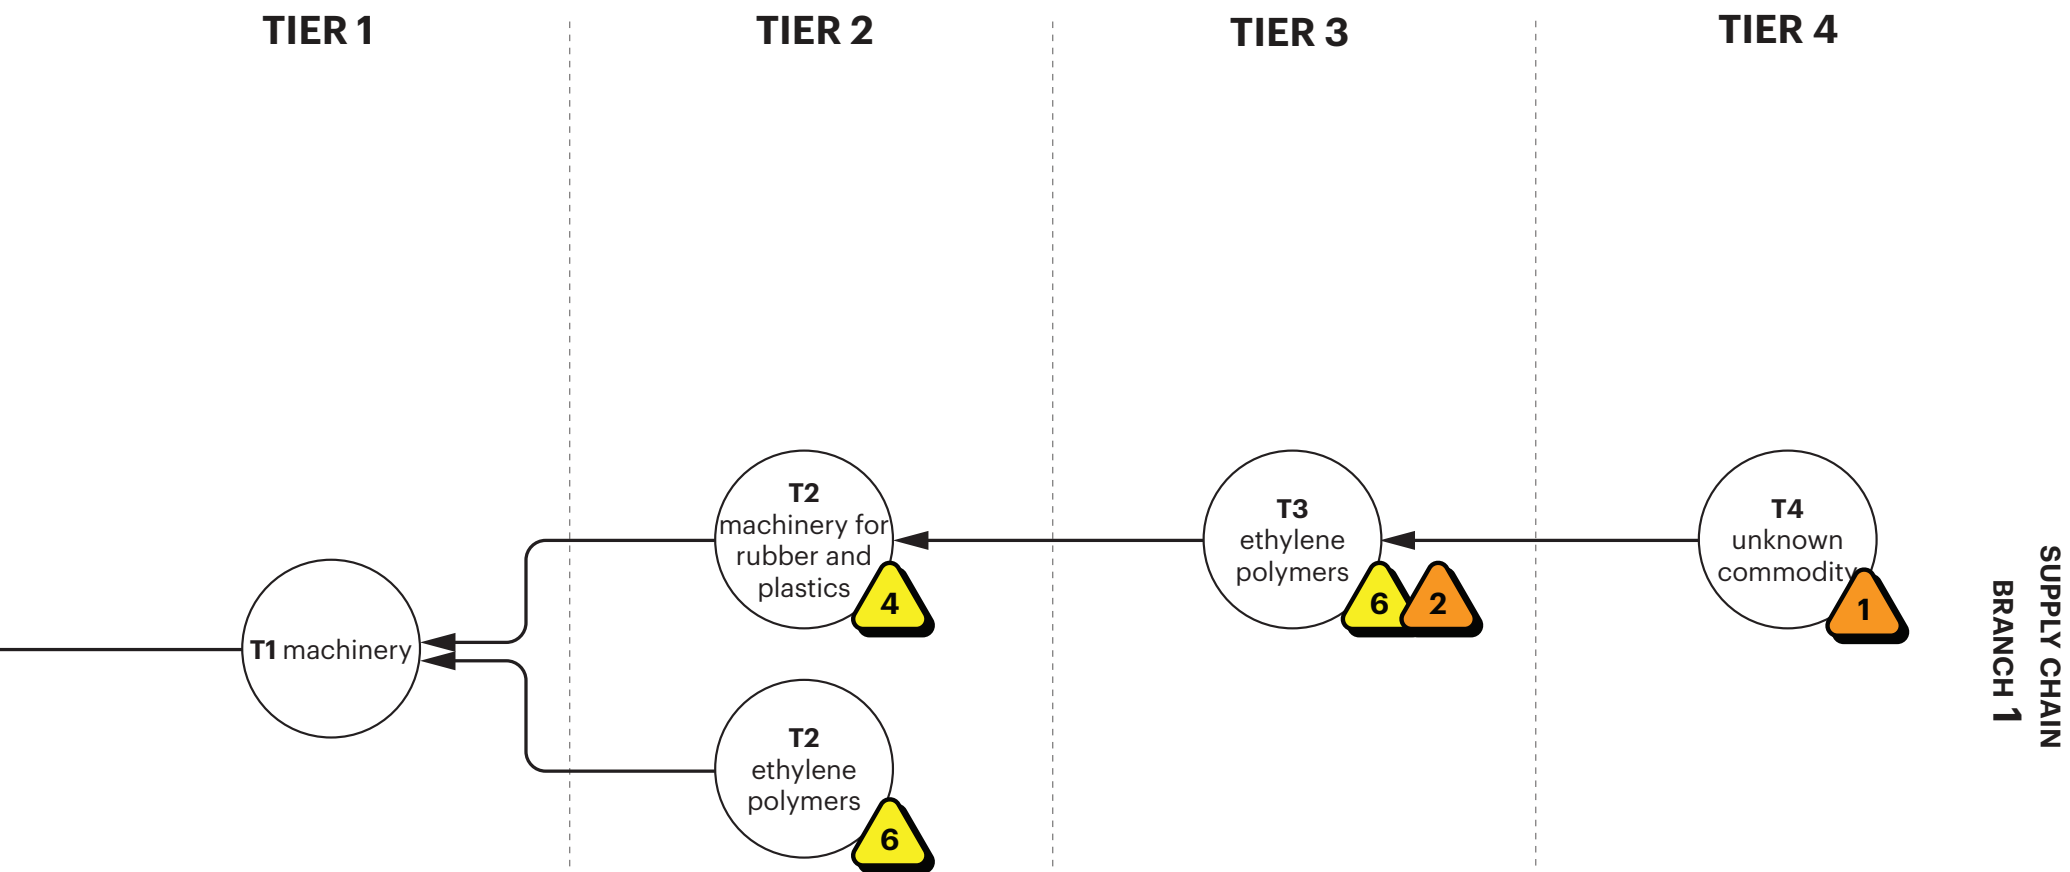 TIER 1
TIER 2
TIER 3
TIER 4
T1 machinery
T2
machinery for
rubber and
plastics
4
T2
ethylene
polymers
6
T3
ethylene
polymers
6
2
T4
unknown
commodity
1
SUPPLY CHAIN
BRANCH 1